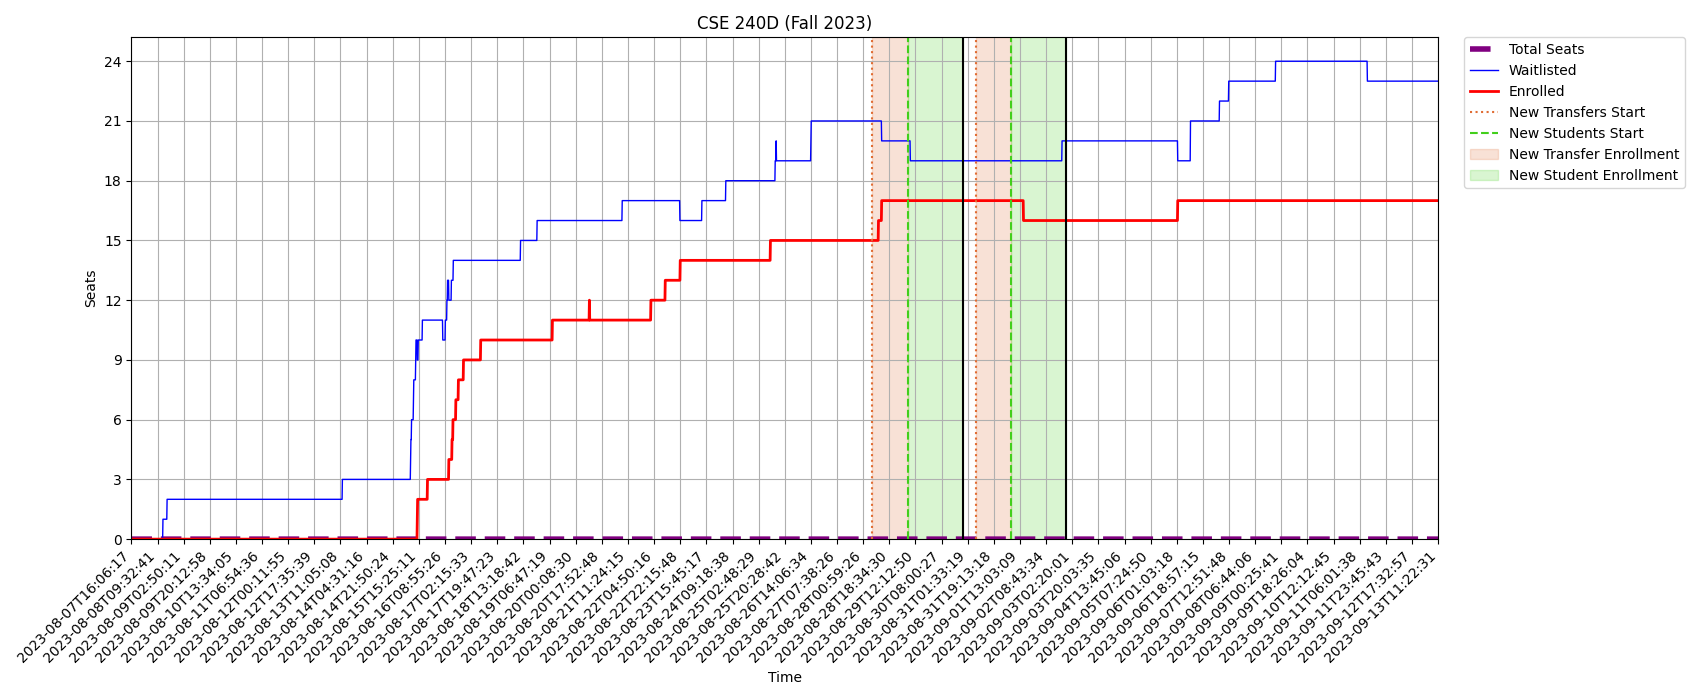 CSE 240D (Fall 2023)
Seats
24
21
18
15
12
9
6
3
0
2023-08-07T16:06:17
2023-08-08T09:32:41
2023-08-09T02:50:11
2023-08-09T20:12:58
2023-08-10T13:34:05
2023-08-11T06:54:36
2023-08-12T00:11:55
2023-08-12T17:35:39
2023-08-13T11:05:08
2023-08-14T04:31:16
2023-08-14T21:50:24
2023-08-15T15:25:11
2023-08-16T08:55:26
2023-08-17T02:15:33
2023-08-17T19:47:23
2023-08-18T13:18:42
2023-08-19T06:47:19
2023-08-20T00:08:30
2023-08-20T17:52:48
2023-08-21T11:24:15
2023-08-22T04:50:16
2023-08-22T22:15:48
2023-08-23T15:45:17
2023-08-24T09:18:38
2023-08-25T02:48:29
2023-08-25T20:28:42
2023-08-26T14:06:34
2023-08-27T07:38:26
2023-08-28T00:59:26
2023-08-28T18:34:30
2023-08-29T12:12:50
2023-08-30T08:00:27
2023-08-31T01:33:19
2023-08-31T19:13:18
2023-09-01T13:03:09
2023-09-02T08:43:34
2023-09-03T02:20:01
2023-09-03T20:03:35
2023-09-04T13:45:06
2023-09-05T07:24:50
2023-09-06T01:03:18
2023-09-06T18:57:15
2023-09-07T12:51:48
2023-09-08T06:44:06
2023-09-09T00:25:41
2023-09-09T18:26:04
2023-09-10T12:12:45
2023-09-11T06:01:38
2023-09-11T23:45:43
2023-09-12T17:32:57
2023-09-13T11:22:31
Time
Total Seats
Waitlisted
Enrolled
New Transfers Start
New Students Start
New Transfer Enrollment
New Student Enrollment